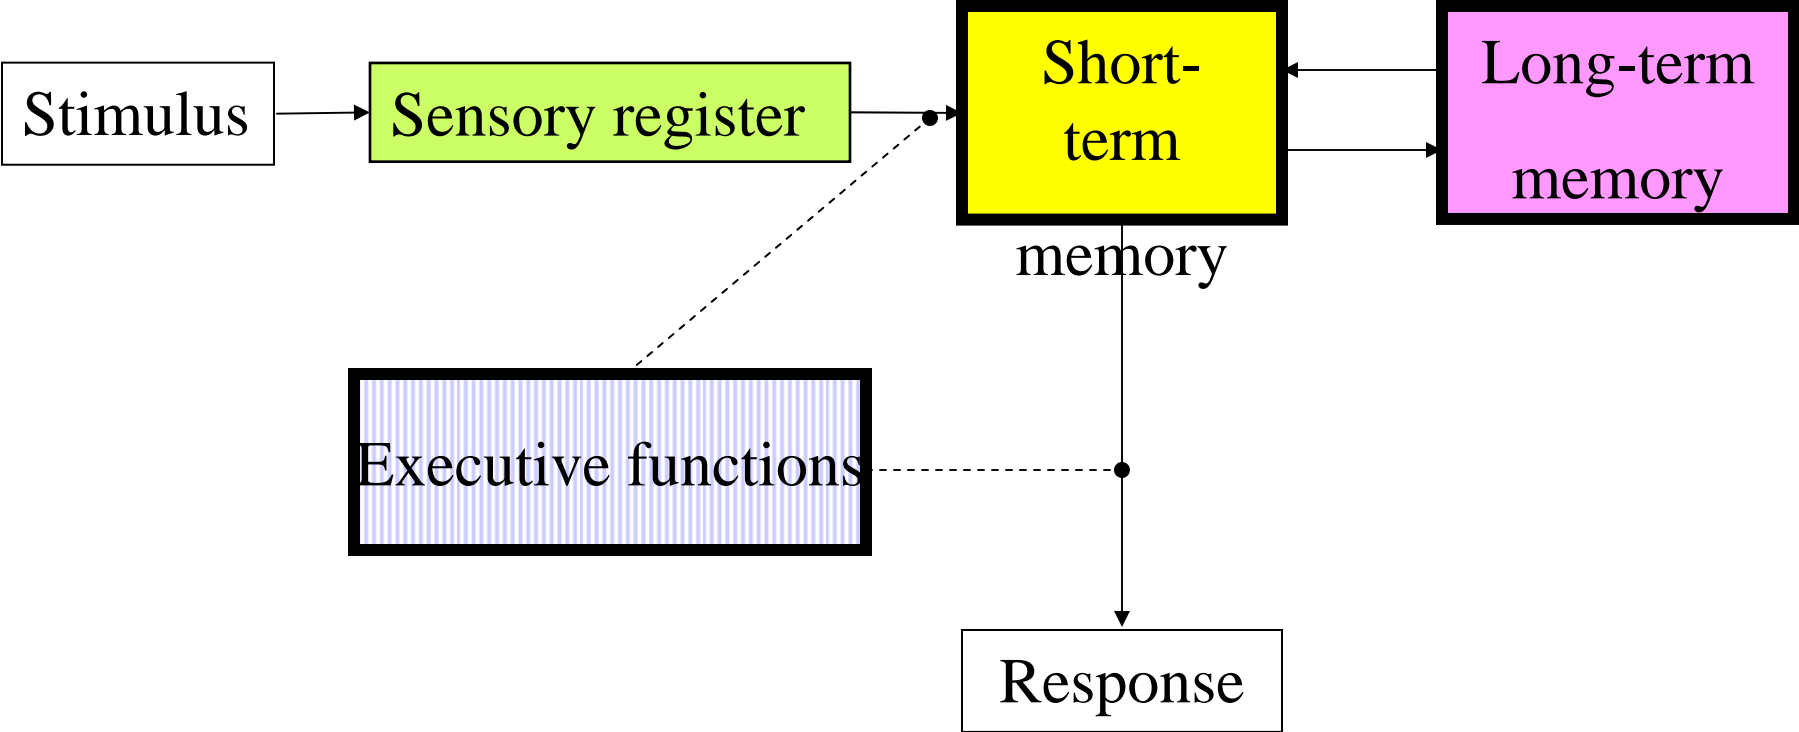 Stimulus
Sensory register
Short-
term
memory
Long-term
memory
Executive functions
Response